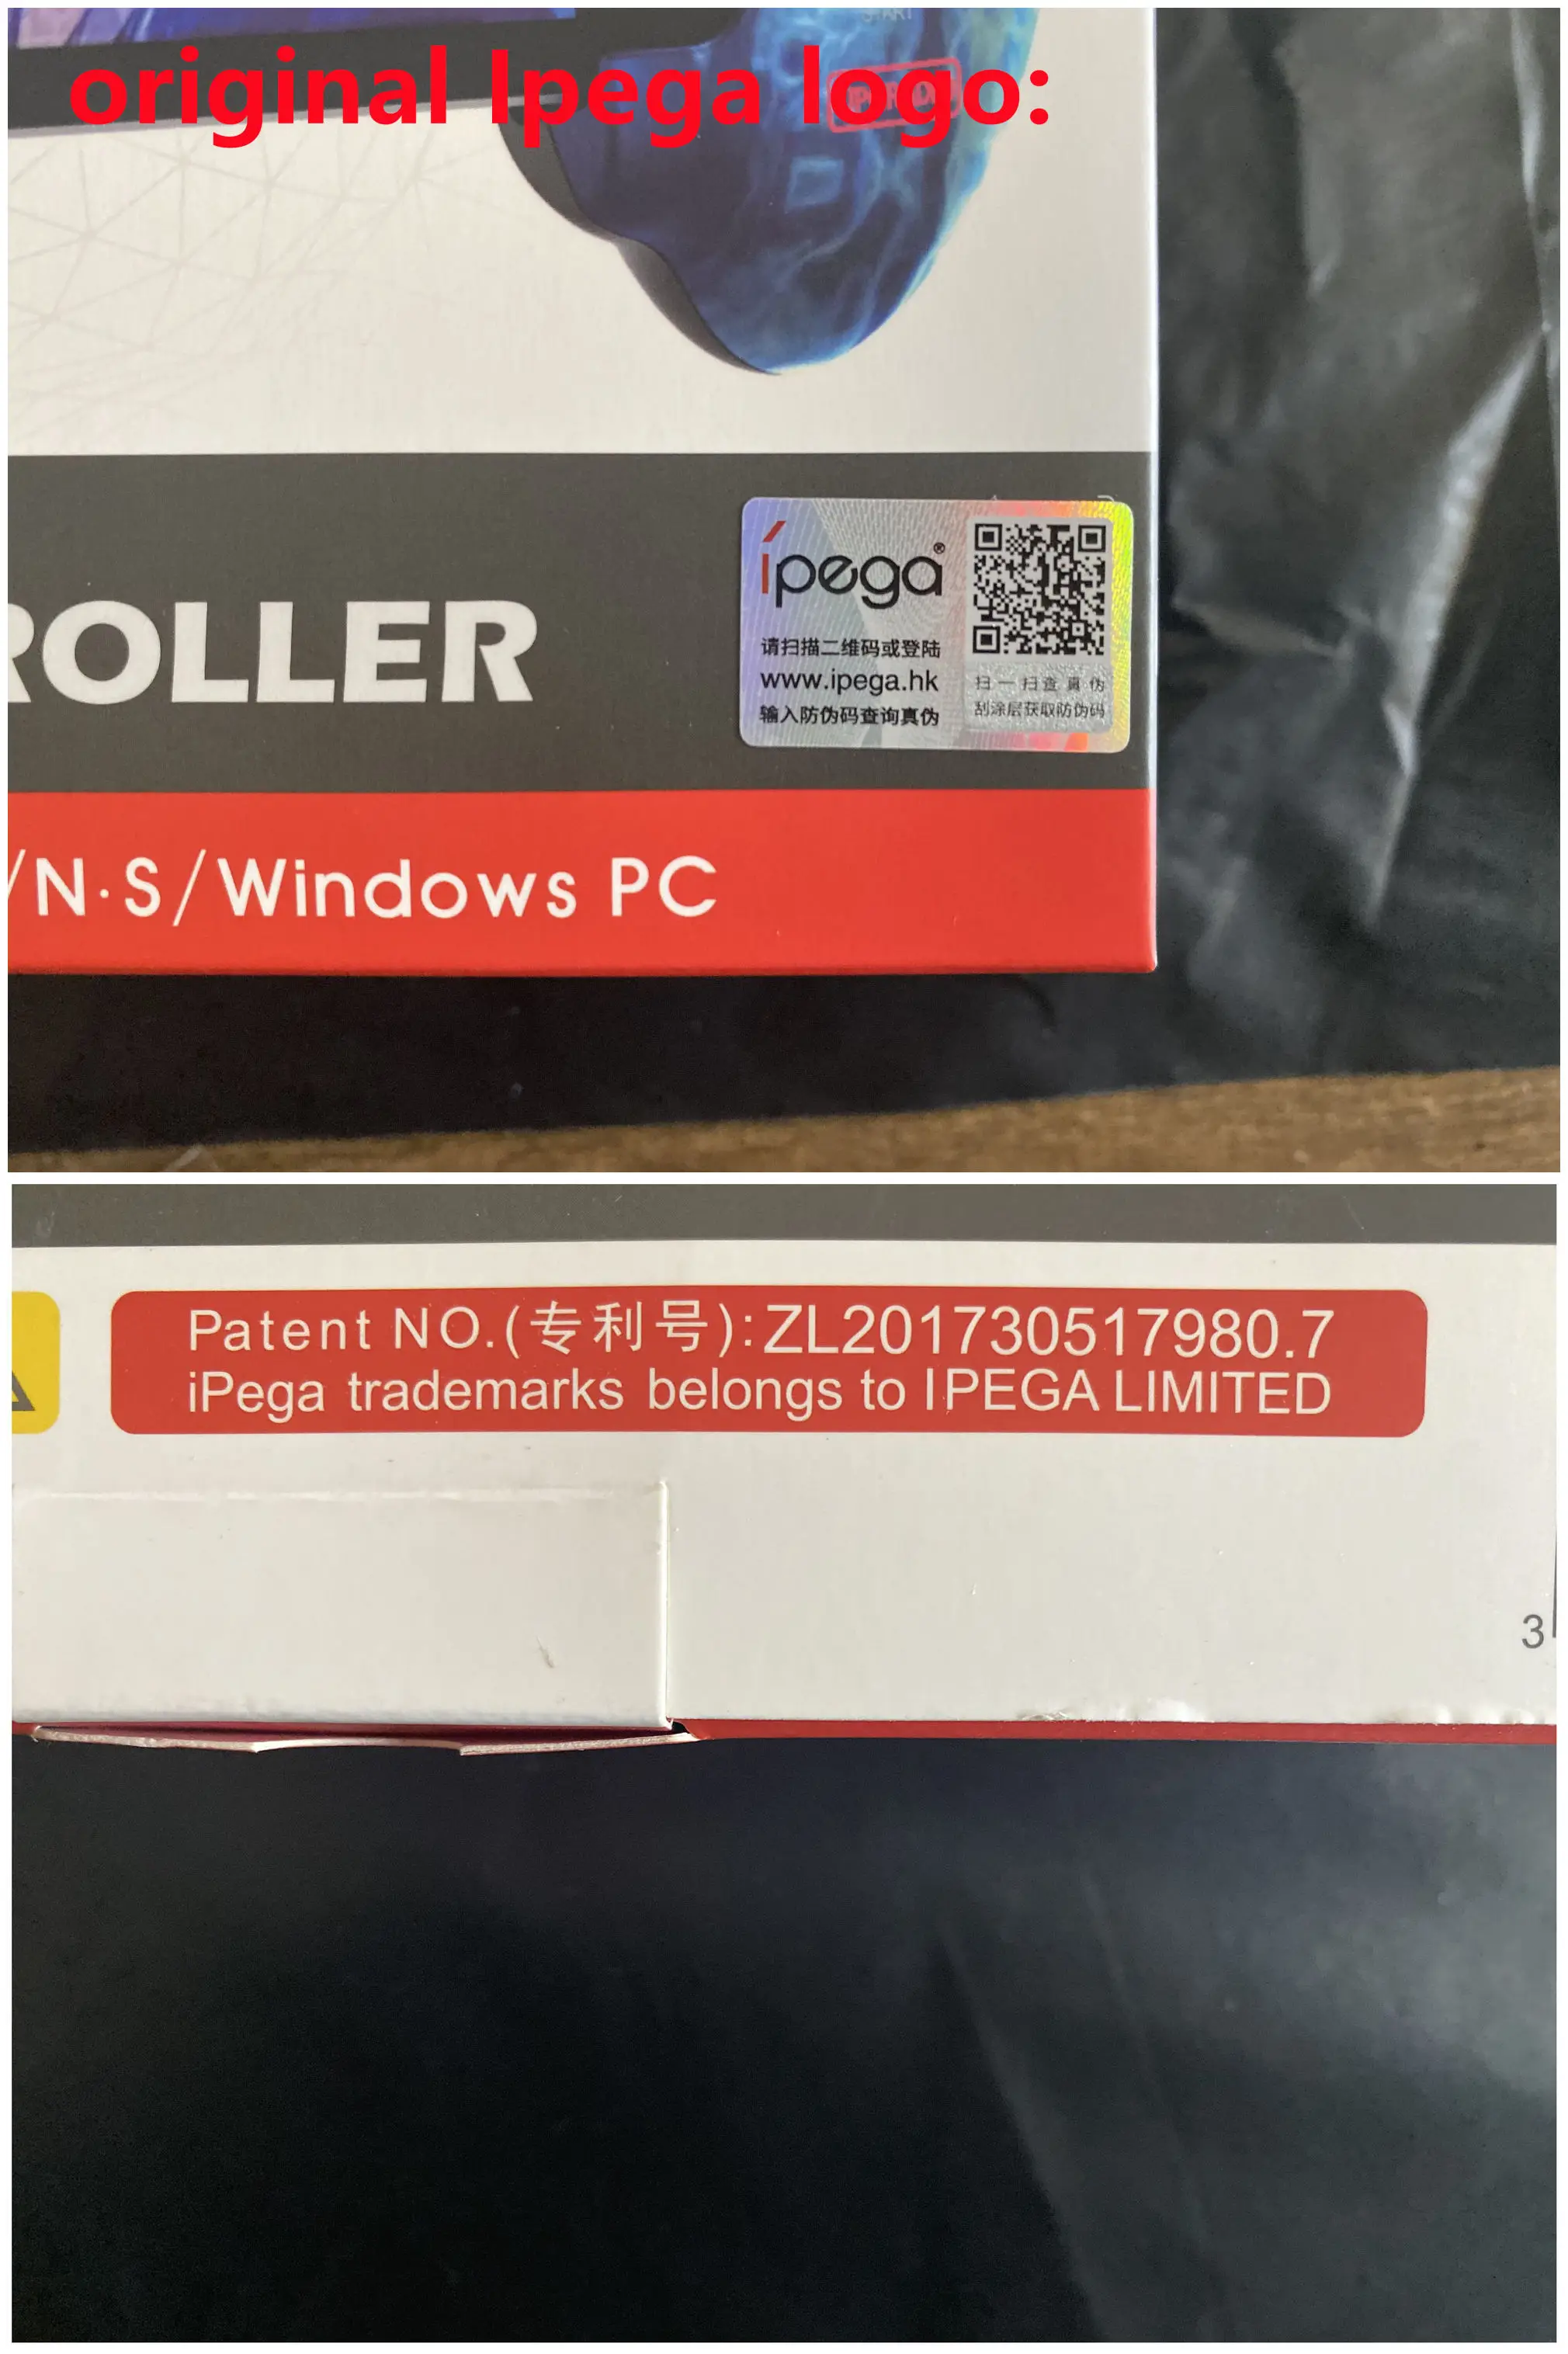 START
original Ipega logo:
ROLLER
ipega®
请扫描二维码或登陆
www.ipega.hk
输入防伪码查询真伪
扫一扫查真伪
刮涂层获取防伪码
/N·S/Windows PC
Patent NO.(专利号):ZL201730517980.7
iPega trademarks belongs to IPEGA LIMITED
3